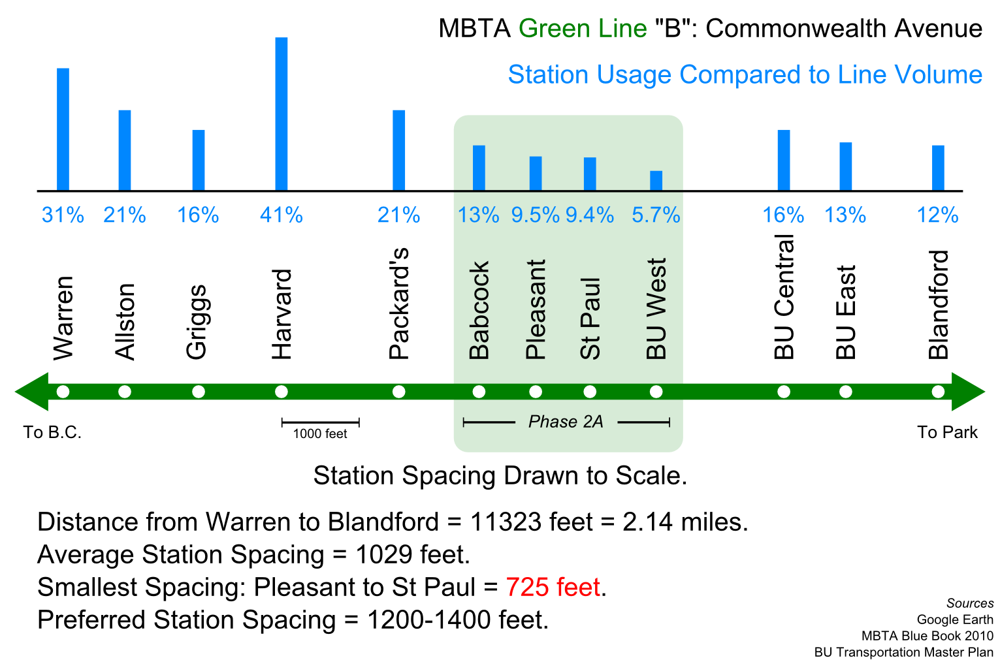 MBTA Green Line "B": Commonwealth Avenue
Station Usage Compared to Line Volume
31% 21% 16% 41% 21% 13% 9.5% 9.4% 5.7% 16% 13% 12%
Warren
Allston
Griggs
Harvard
Packard's
Babcock
Pleasant
St Paul
BU West
BU Central
BU East
Blandford
To B.C.
1000 feet
Phase 2A
To Park
Station Spacing Drawn to Scale.
Distance from Warren to Blandford = 11323 feet = 2.14 miles.
Average Station Spacing = 1029 feet.
Smallest Spacing: Pleasant to St Paul = 725 feet.
Preferred Station Spacing = 1200-1400 feet.
Sources
Google Earth
MBTA Blue Book 2010
BU Transportation Master Plan